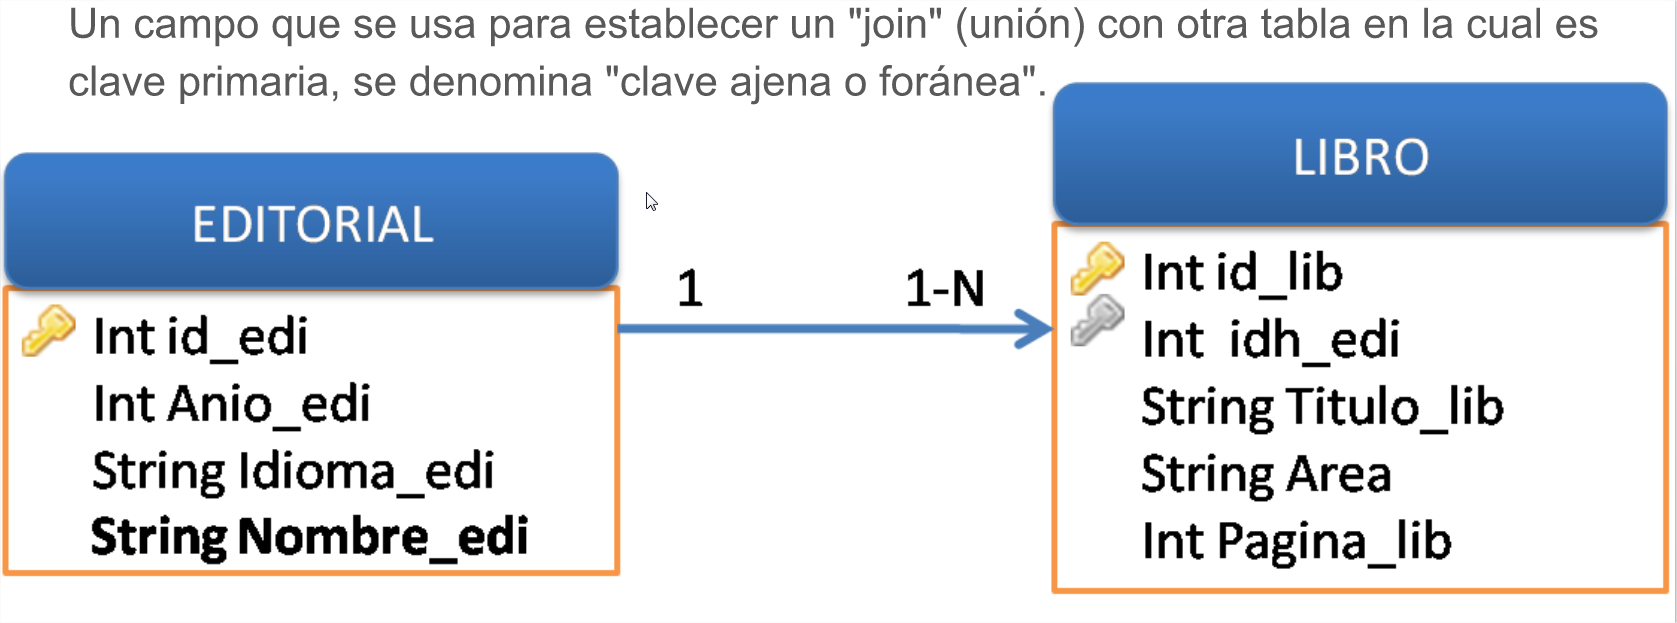 Un campo que se usa para establecer un "join" (unión) con otra tabla en la cual es
clave primaria, se denomina "clave ajena o foránea".
EDITORIAL
Int id_edi
Int Anio_edi
String Idioma_edi
String Nombre_edi
1
1-N
LIBRO
Int id_lib
Int idh_edi
String Titulo_lib
String Area
Int Pagina_lib